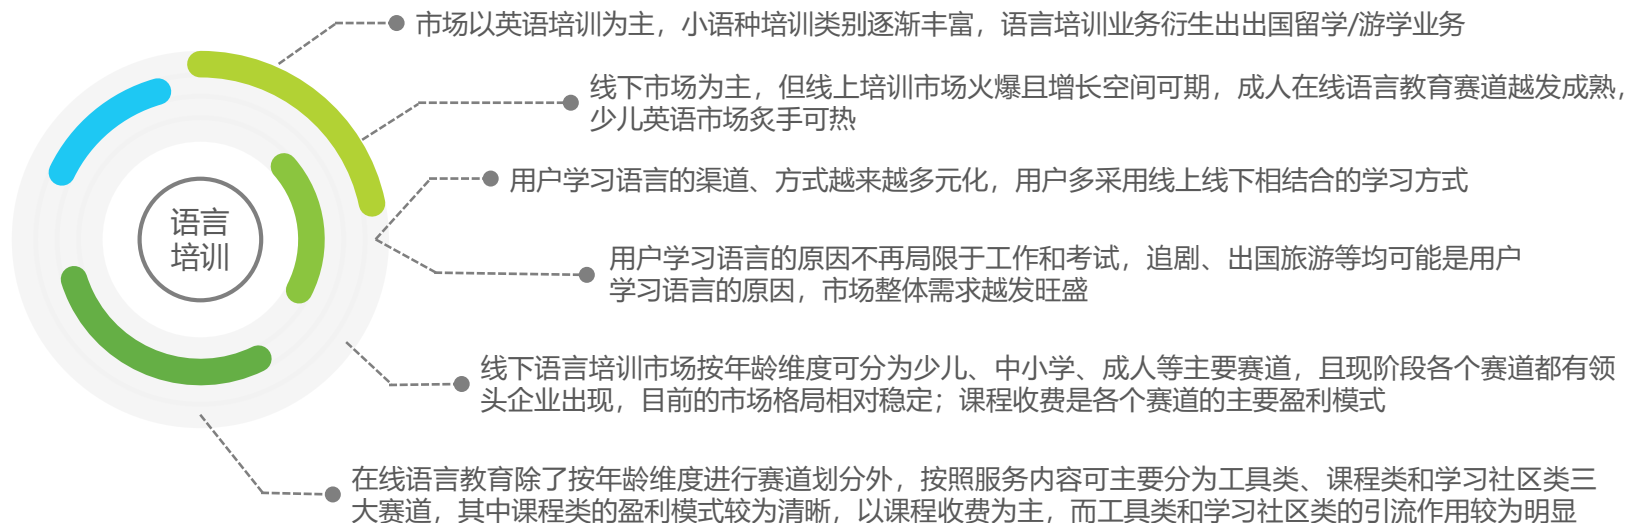 市场以英语培训为主，小语种培训类别逐渐丰富，语言培训业务衍生出出国留学/游学业务
线下市场为主，但线上培训市场火爆且增长空间可期，成人在线语言教育赛道越发成熟，
少儿英语市场炙手可热
用户学习语言的渠道、方式越来越多元化，用户多采用线上线下相结合的学习方式
语言
培训
用户学习语言的原因不再局限于工作和考试，追剧、出国旅游等均可能是用户
学习语言的原因，市场整体需求越发旺盛
线下语言培训市场按年龄维度可分为少儿、中小学、成人等主要赛道，且现阶段各个赛道都有领
头企业出现，目前的市场格局相对稳定；课程收费是各个赛道的主要盈利模式
在线语言教育除了按年龄维度进行赛道划分外，按照服务内容可主要分为工具类、课程类和学习社区类三
大赛道，其中课程类的盈利模式较为清晰，以课程收费为主，而工具类和学习社区类的引流作用较为明显